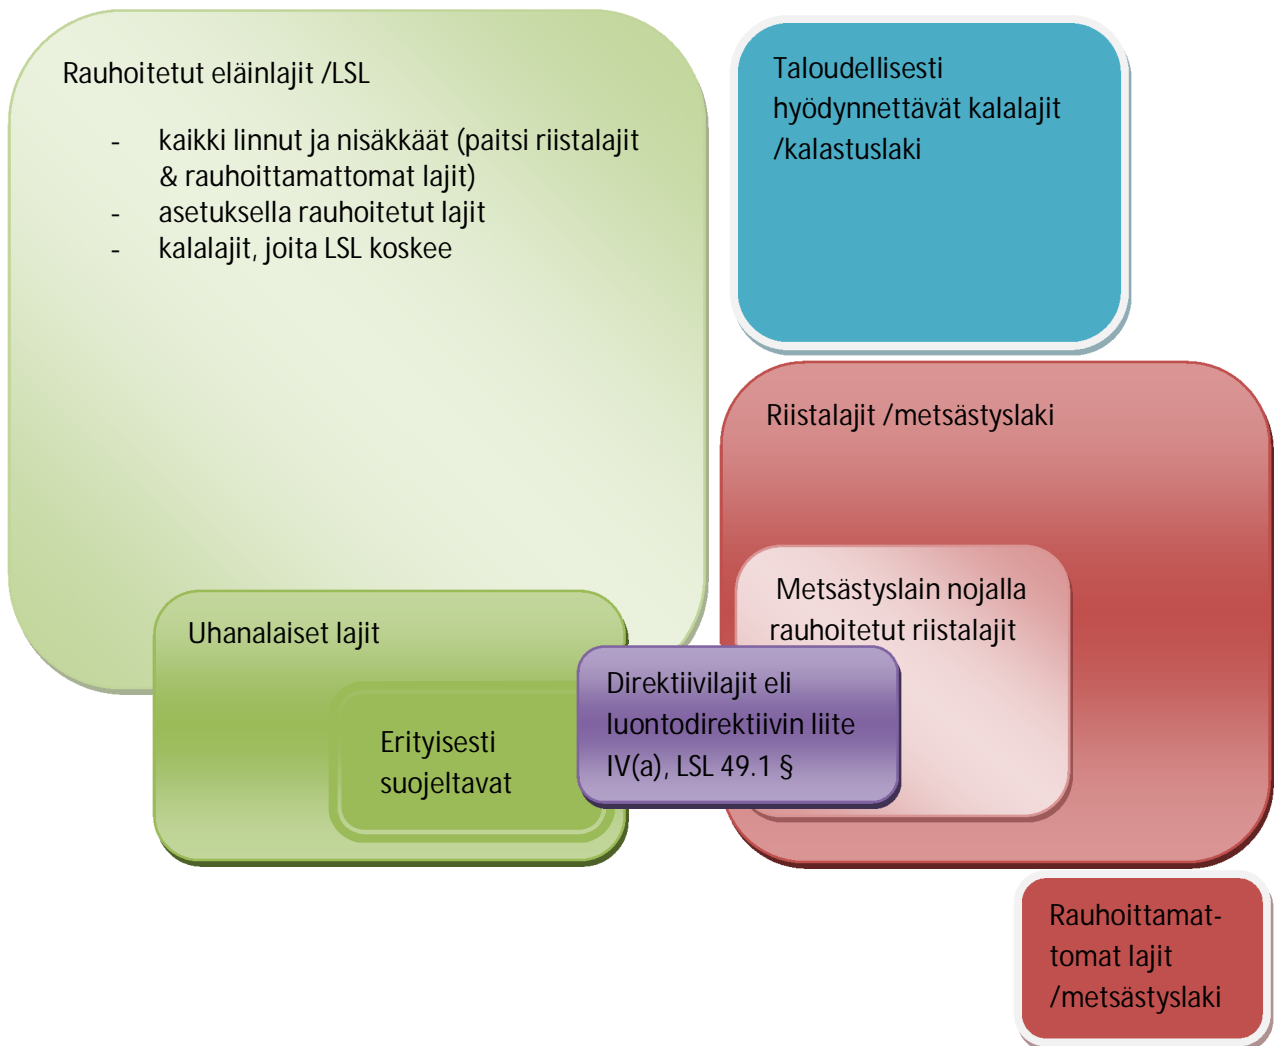 Rauhoitetut eläinlajit /LSL
- kaikki linnut ja nisäkkäät (paitsi riistalajit
& rauhoittamattomat lajit)
- asetuksella rauhoitetut lajit
- kalalajit, joita LSL koskee
Taloudellisesti
hyödynnettävät kalalajit
/kalastuslaki
Riistalajit /metsästyslaki
Metsästyslain nojalla
rauhoitetut riistalajit
Uhanalaiset lajit
Erityisesti
suojeltavat
Direktiivilajit eli
luontodirektiivin liite
IV(a), LSL 49.1 §
Rauhoittamat-
tomat lajit
/metsästyslaki